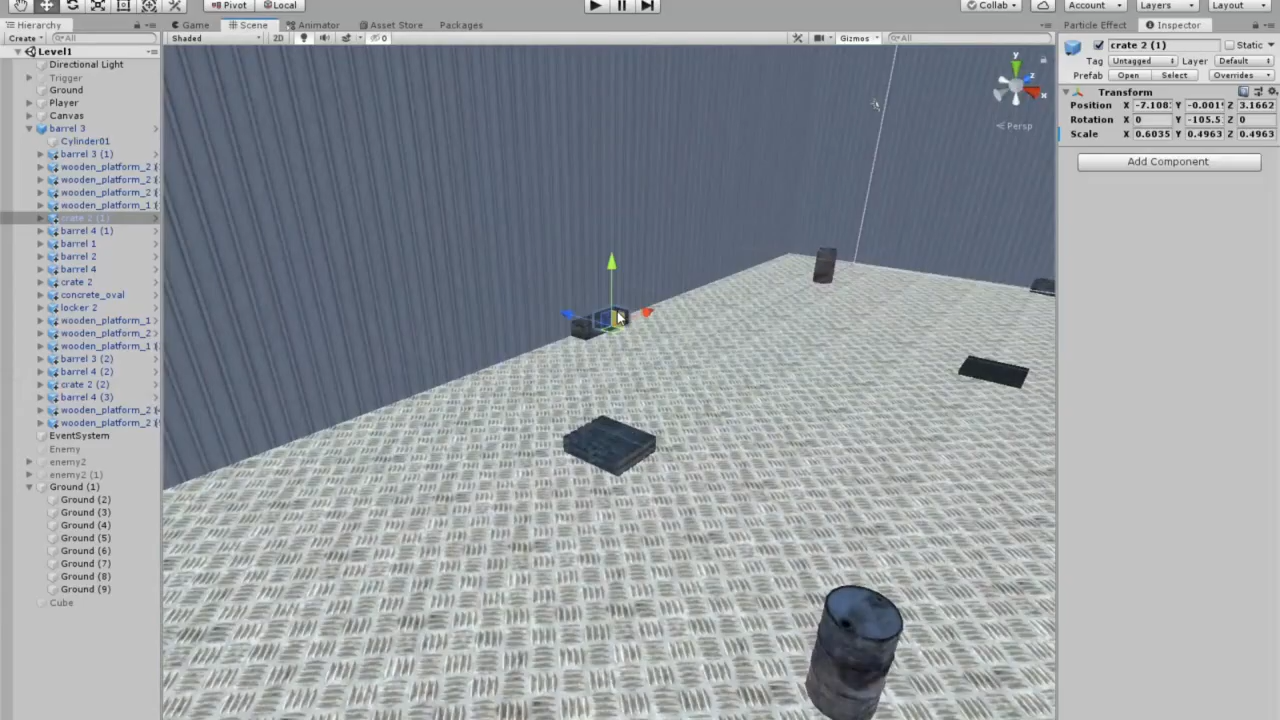 Pivot Local Collab Account Layers Layout
Hierarchy Game Scene Animator Asset Store Packages Particle Effect Inspector
Create All Shaded 2D 0 Gizmos All
crate 2 (1) Static
Tag Untagged Layer Default
Prefab Open Select Overrides
Transform
Position X -7.108 Y -0.001 Z 3.1662
Rotation X 0 Y -105.5 Z 0
Scale X 0.6035 Y 0.4963 Z 0.4963
Add Component
y
z
x
Persp
Level1
Directional Light
Trigger
Ground
Player
Canvas
barrel 3
Cylinder01
barrel 3 (1)
wooden_platform_2
wooden_platform_2
wooden_platform_2
wooden_platform_1
crate 2 (1)
barrel 4 (1)
barrel 1
barrel 2
barrel 4
crate 2
concrete_oval
locker 2
wooden_platform_1
wooden_platform_2
wooden_platform_1
barrel 3 (2)
barrel 4 (2)
crate 2 (2)
barrel 4 (3)
wooden_platform_2
wooden_platform_2
EventSystem
Enemy
enemy2
enemy2 (1)
Ground (1)
Ground (2)
Ground (3)
Ground (4)
Ground (5)
Ground (6)
Ground (7)
Ground (8)
Ground (9)
Cube